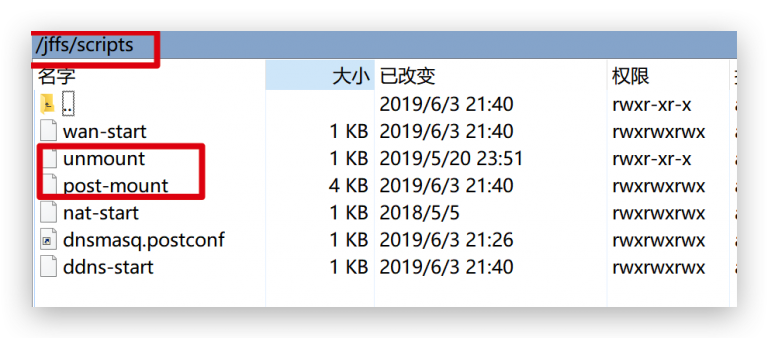 /jffs/scripts
名字 大小 已改变 权限
.. 2019/6/3 21:40 rwxr-xr-x
wan-start 1 KB 2019/6/3 21:40 rwxrwxrwx
unmount 1 KB 2019/5/20 23:51 rwxr-xr-x
post-mount 4 KB 2019/6/3 21:40 rwxrwxrwx
nat-start 1 KB 2018/5/5 rwxrwxrwx
dnsmasq.postconf 1 KB 2019/6/3 21:26 rwxrwxrwx
ddns-start 1 KB 2019/6/3 21:40 rwxrwxrwx